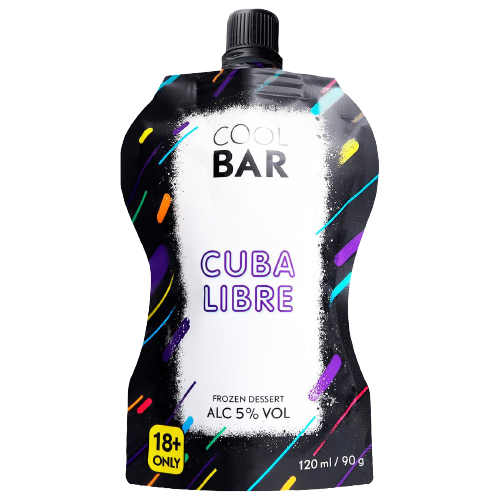 COOL
BAR
CUBA
LIBRE
FROZEN DESSERT
ALC 5% VOL
18+
ONLY
120 ml / 90 g